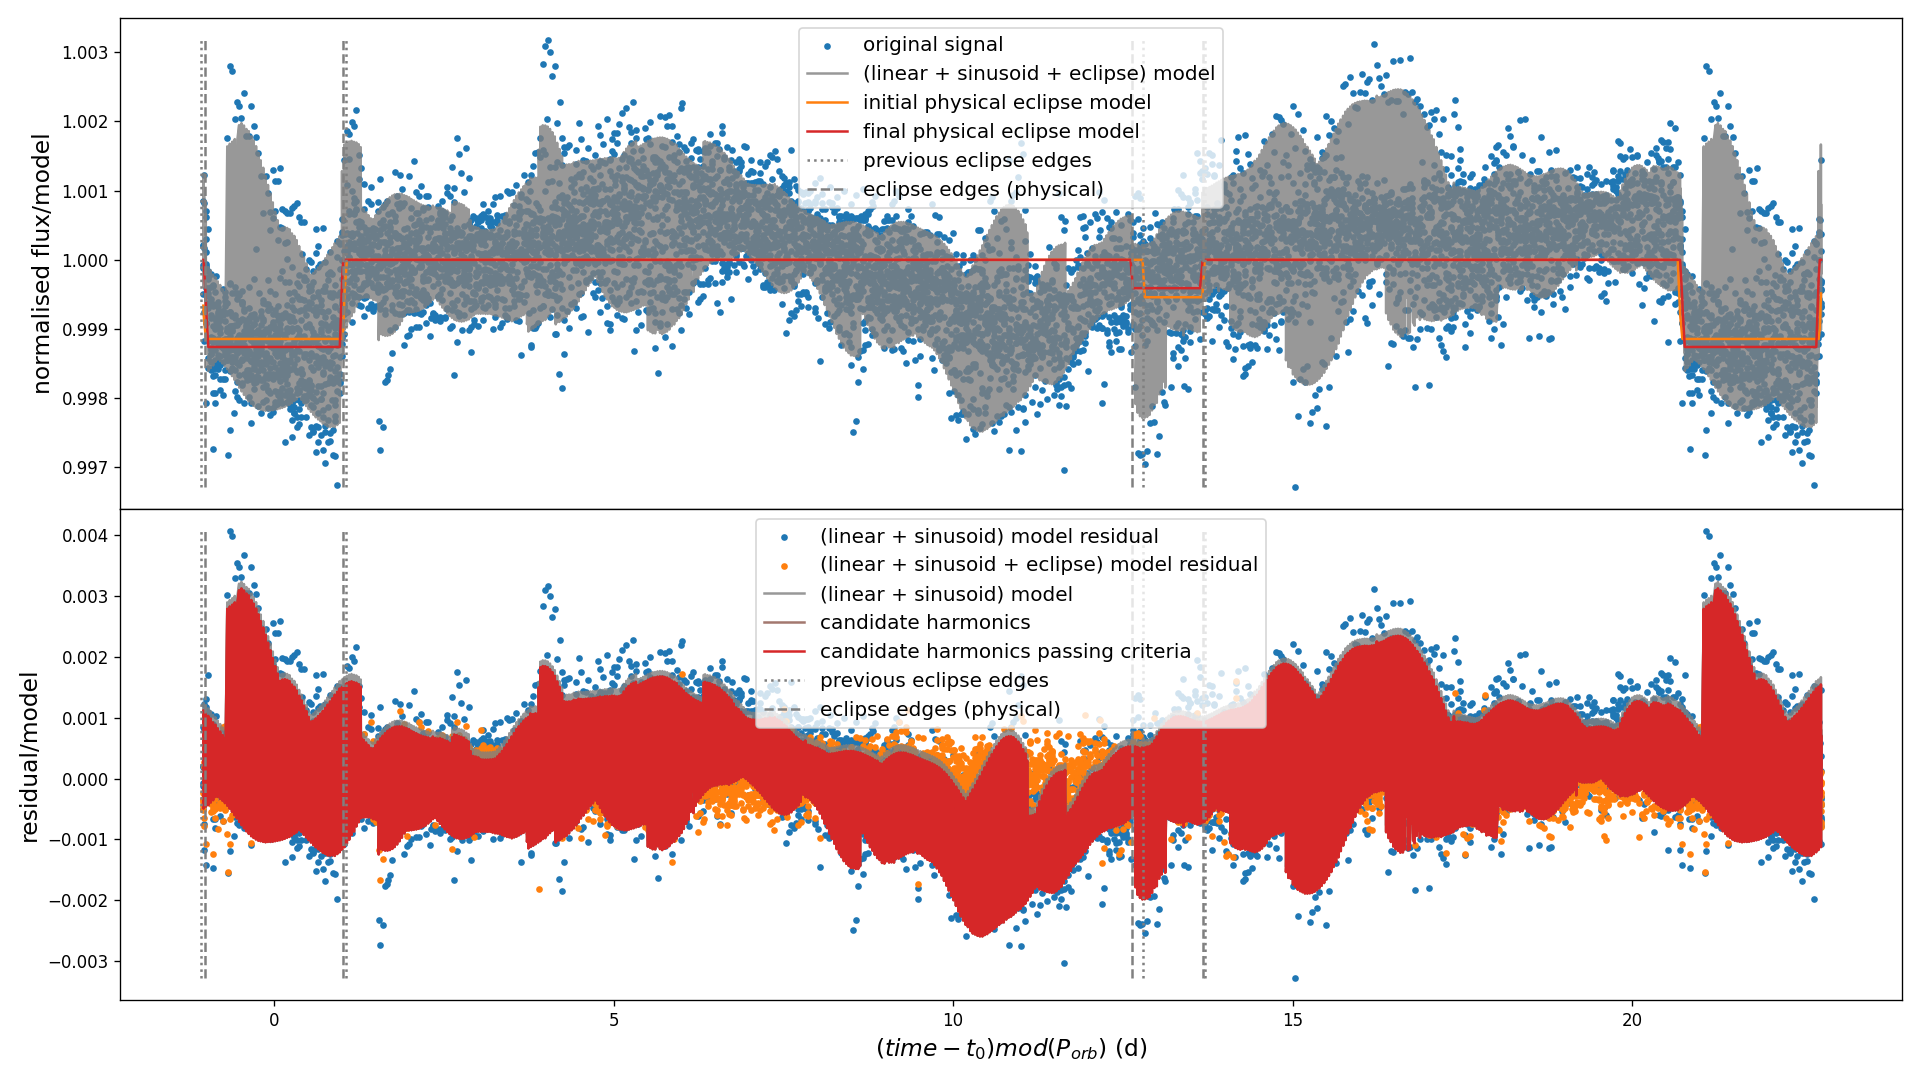 1.003
1.002
1.001
1.000
0.999
0.998
0.997
normalised flux/model
original signal
(linear + sinusoid + eclipse) model
initial physical eclipse model
final physical eclipse model
previous eclipse edges
eclipse edges (physical)
0.004
0.003
0.002
0.001
0.000
−0.001
−0.002
−0.003
residual/model
(linear + sinusoid) model residual
(linear + sinusoid + eclipse) model residual
(linear + sinusoid) model
candidate harmonics
candidate harmonics passing criteria
previous eclipse edges
eclipse edges (physical)
0 5 10 15 20
(time − t₀)mod(P_orb) (d)